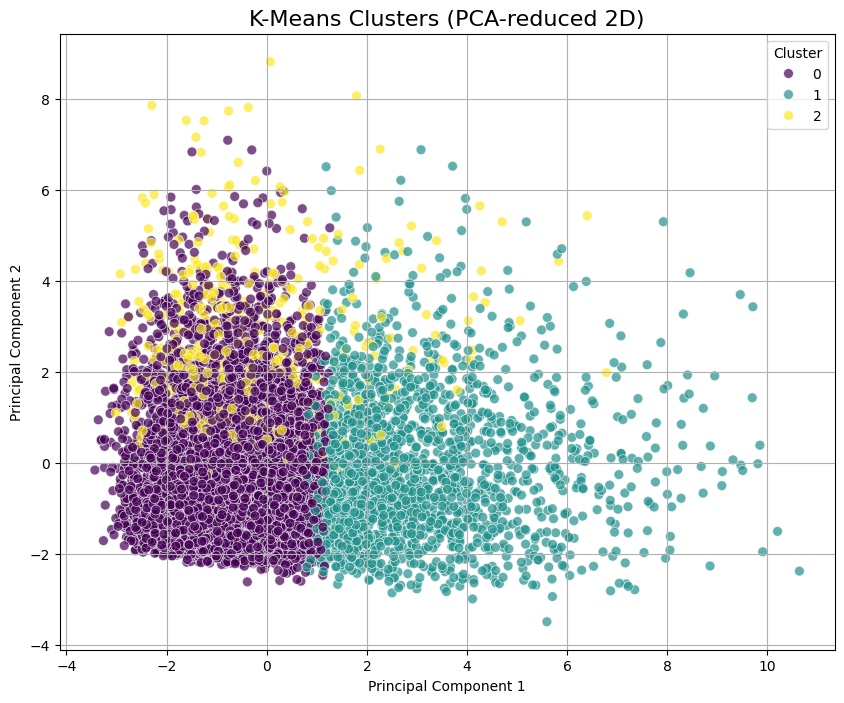 K-Means Clusters (PCA-reduced 2D)
Cluster
0
1
2
8
6
4
2
0
−2
−4
Principal Component 2
−4 −2 0 2 4 6 8 10
Principal Component 1